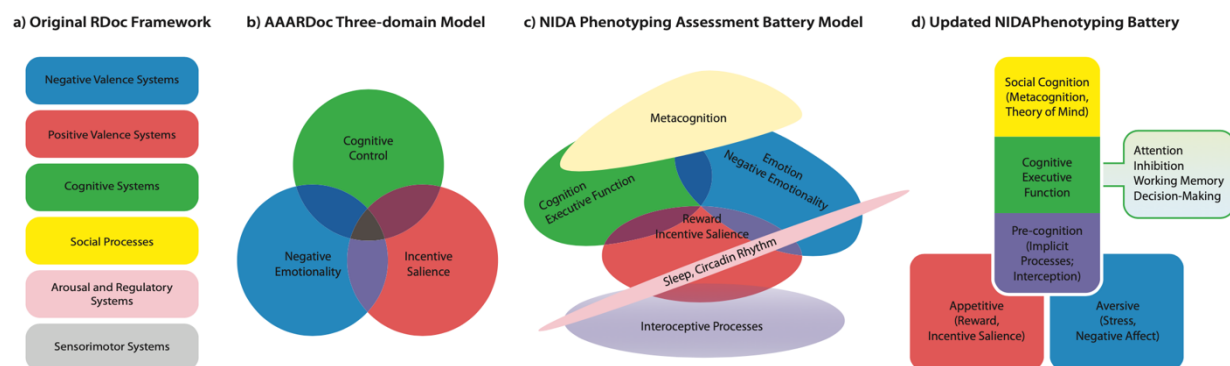 a) Original RDoc Framework
Negative Valence Systems
Positive Valence Systems
Cognitive Systems
Social Processes
Arousal and Regulatory
Systems
Sensorimotor Systems
b) AAARDoc Three-domain Model
Cognitive
Control
Negative
Emotionality
Incentive
Salience
c) NIDA Phenotyping Assessment Battery Model
Metacognition
Cognition
Executive Function
Emotion
Negative Emotionality
Reward
Incentive Salience
Sleep, Circadin Rhythm
Interoceptive Processes
d) Updated NIDAPhenotyping Battery
Social Cognition
(Metacognition,
Theory of Mind)
Cognitive
Executive
Function
Attention
Inhibition
Working Memory
Decision-Making
Pre-cognition
(Implicit
Processes;
Interception)
Appetitive
(Reward,
Incentive Salience)
Aversive
(Stress,
Negative Affect)